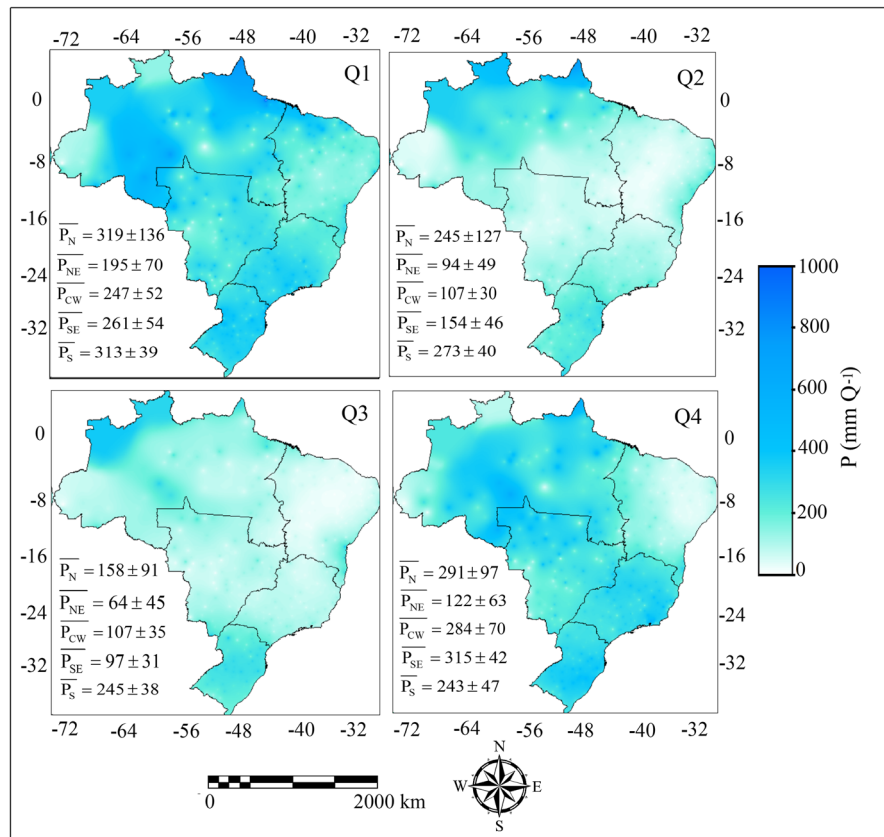 -72 -64 -56 -48 -40 -32 -72 -64 -56 -48 -40 -32
Q1
Q2
0
-8
-16
-24
-32
0
-8
-16
-24
-32
P_N = 319 ± 136
P_NE = 195 ± 70
P_CW = 247 ± 52
P_SE = 261 ± 54
P_S = 313 ± 39
P_N = 245 ± 127
P_NE = 94 ± 49
P_CW = 107 ± 30
P_SE = 154 ± 46
P_S = 273 ± 40
Q3
Q4
0
-8
-16
-24
-32
0
-8
-16
-24
-32
P_N = 158 ± 91
P_NE = 64 ± 45
P_CW = 107 ± 35
P_SE = 97 ± 31
P_S = 245 ± 38
P_N = 291 ± 97
P_NE = 122 ± 63
P_CW = 284 ± 70
P_SE = 315 ± 42
P_S = 243 ± 47
-72 -64 -56 -48 -40 -32 -72 -64 -56 -48 -40 -32
1000
800
600
400
200
0
P (mm Q⁻¹)
0 2000 km
N
W E
S